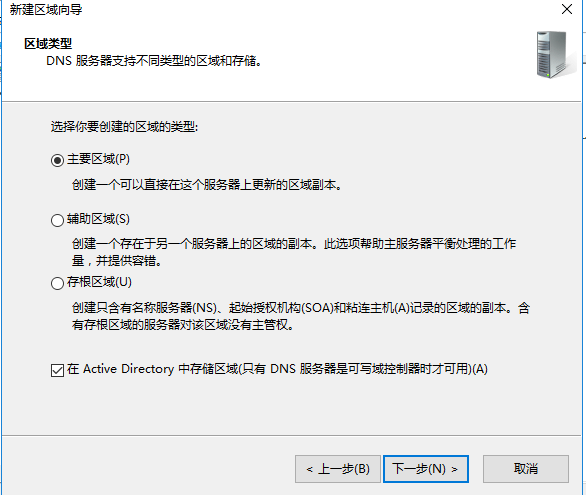 新建区域向导
区域类型
DNS 服务器支持不同类型的区域和存储。
选择你要创建的区域的类型:
主要区域(P)
创建一个可以直接在这个服务器上更新的区域副本。
辅助区域(S)
创建一个存在于另一个服务器上的区域的副本。此选项帮助主服务器平衡处理的工作
量，并提供容错。
存根区域(U)
创建只含有名称服务器(NS)、起始授权机构(SOA)和粘连主机(A)记录的区域的副本。含
有存根区域的服务器对该区域没有主管权。
在 Active Directory 中存储区域(只有 DNS 服务器是可写域控制器时才可用)(A)
< 上一步(B) 下一步(N) > 取消